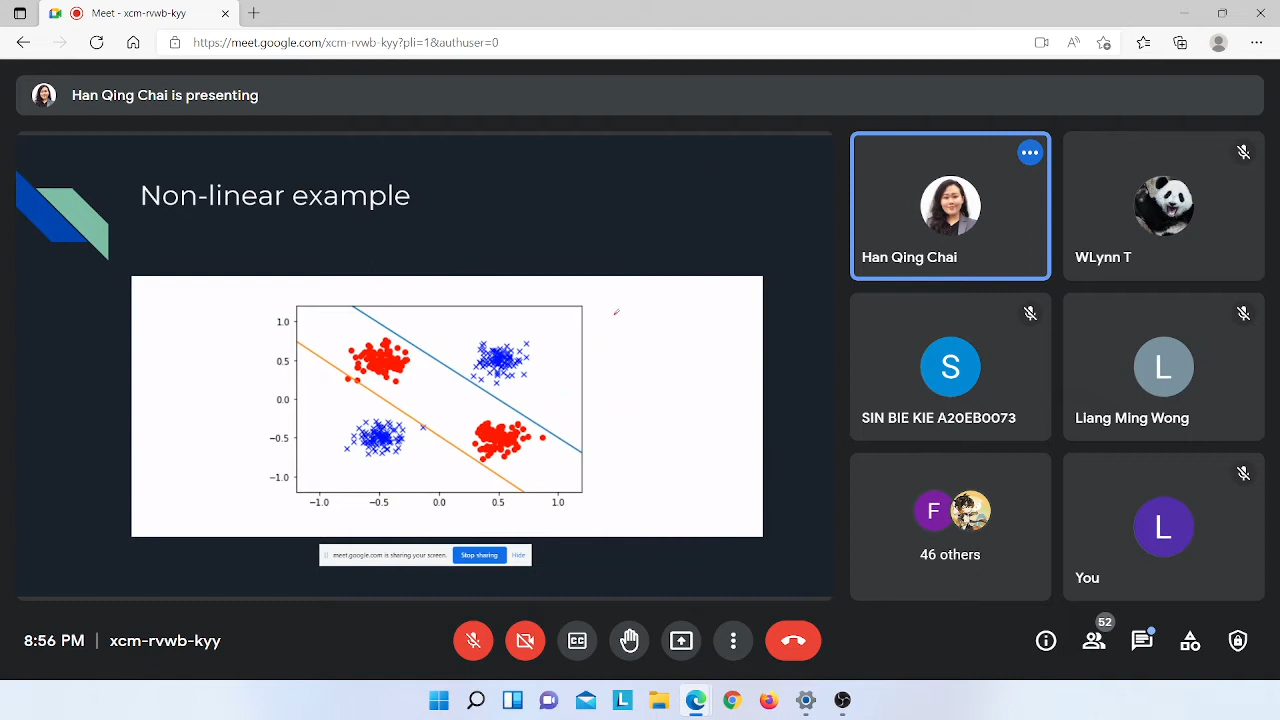 Meet - xcm-rvwb-kyy
https://meet.google.com/xcm-rvwb-kyy?pli=1&authuser=0
Han Qing Chai is presenting
Non-linear example
1.0
0.5
0.0
−0.5
−1.0
−1.0 −0.5 0.0 0.5 1.0
meet.google.com is sharing your screen. Stop sharing Hide
Han Qing Chai
WLynn T
S
SIN BIE KIE A20EB0073
L
Liang Ming Wong
F
46 others
L
You
8:56 PM | xcm-rvwb-kyy
CC
52
L